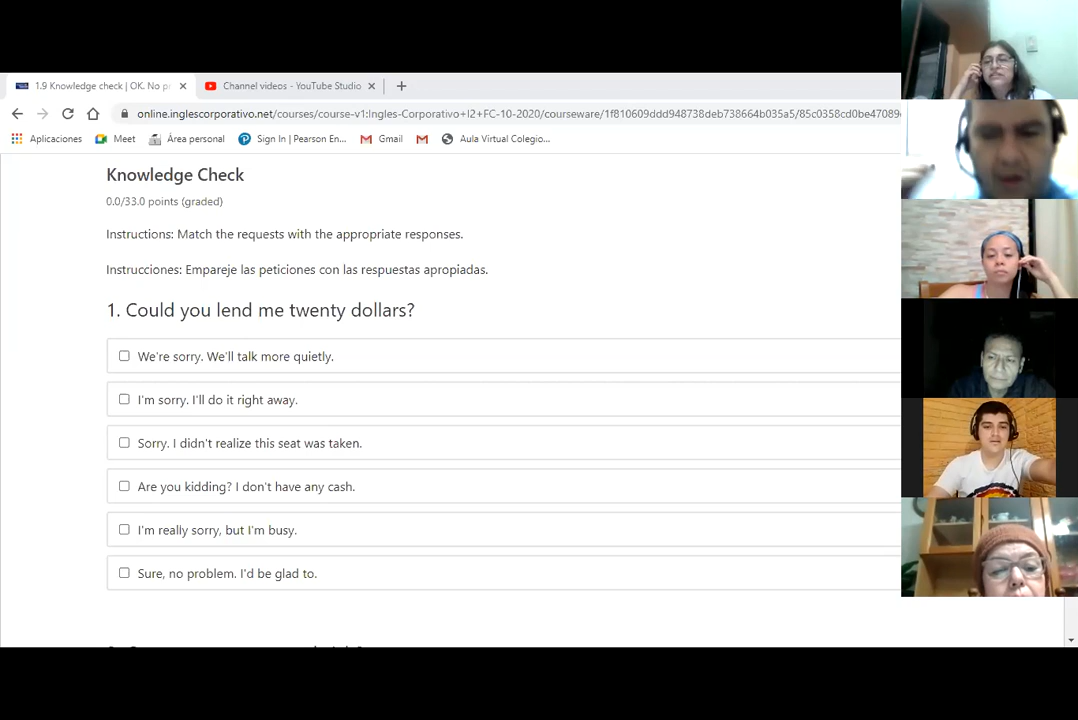 1.9 Knowledge check | OK. No pr
Channel videos - YouTube Studio
online.inglescorporativo.net/courses/course-v1:Ingles-Corporativo+I2+FC-10-2020/courseware/1f810609ddd948738deb738664b035a5/85c0358cd0be47089
Aplicaciones Meet Área personal Sign In | Pearson En... Gmail Aula Virtual Colegio...
Knowledge Check
0.0/33.0 points (graded)
Instructions: Match the requests with the appropriate responses.
Instrucciones: Empareje las peticiones con las respuestas apropiadas.
1. Could you lend me twenty dollars?
We're sorry. We'll talk more quietly.
I'm sorry. I'll do it right away.
Sorry. I didn't realize this seat was taken.
Are you kidding? I don't have any cash.
I'm really sorry, but I'm busy.
Sure, no problem. I'd be glad to.